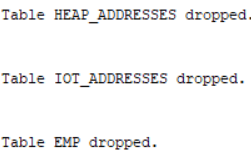 Table HEAP_ADDRESSES dropped.
Table IOT_ADDRESSES dropped.
Table EMP dropped.